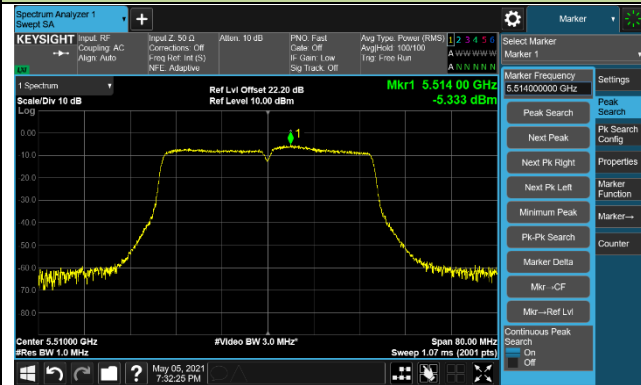 Spectrum Analyzer 1
Swept SA
Marker
KEYSIGHT
Input: RF
Coupling: AC
Align: Auto
Input Z: 50 Ω
Corrections: Off
Freq Ref: Int (S)
NFE: Adaptive
Atten: 10 dB
PNO: Fast
Gate: Off
IF Gain: Low
Sig Track: Off
Avg Type: Power (RMS)
Avg|Hold: 100/100
Trig: Free Run
1 2 3 4 5 6
A W W W W W
A N N N N N
Select Marker
Marker 1
LXI
1 Spectrum
Scale/Div 10 dB
Log
Ref Lvl Offset 22.20 dB
Ref Level 10.00 dBm
Mkr1 5.514 00 GHz
-5.333 dBm
1
0.00
-10.0
-20.0
-30.0
-40.0
-50.0
-60.0
-70.0
-80.0
Center 5.51000 GHz
#Res BW 1.0 MHz
#Video BW 3.0 MHz*
Span 80.00 MHz
Sweep 1.07 ms (2001 pts)
Marker Frequency
5.514000000 GHz
Peak Search
Next Peak
Next Pk Right
Next Pk Left
Minimum Peak
Pk-Pk Search
Marker Delta
Mkr→CF
Mkr→Ref Lvl
Continuous Peak
Search
On
Off
Settings
Peak
Search
Pk Search
Config
Properties
Marker
Function
Marker→
Counter
May 05, 2021
7:32:25 PM